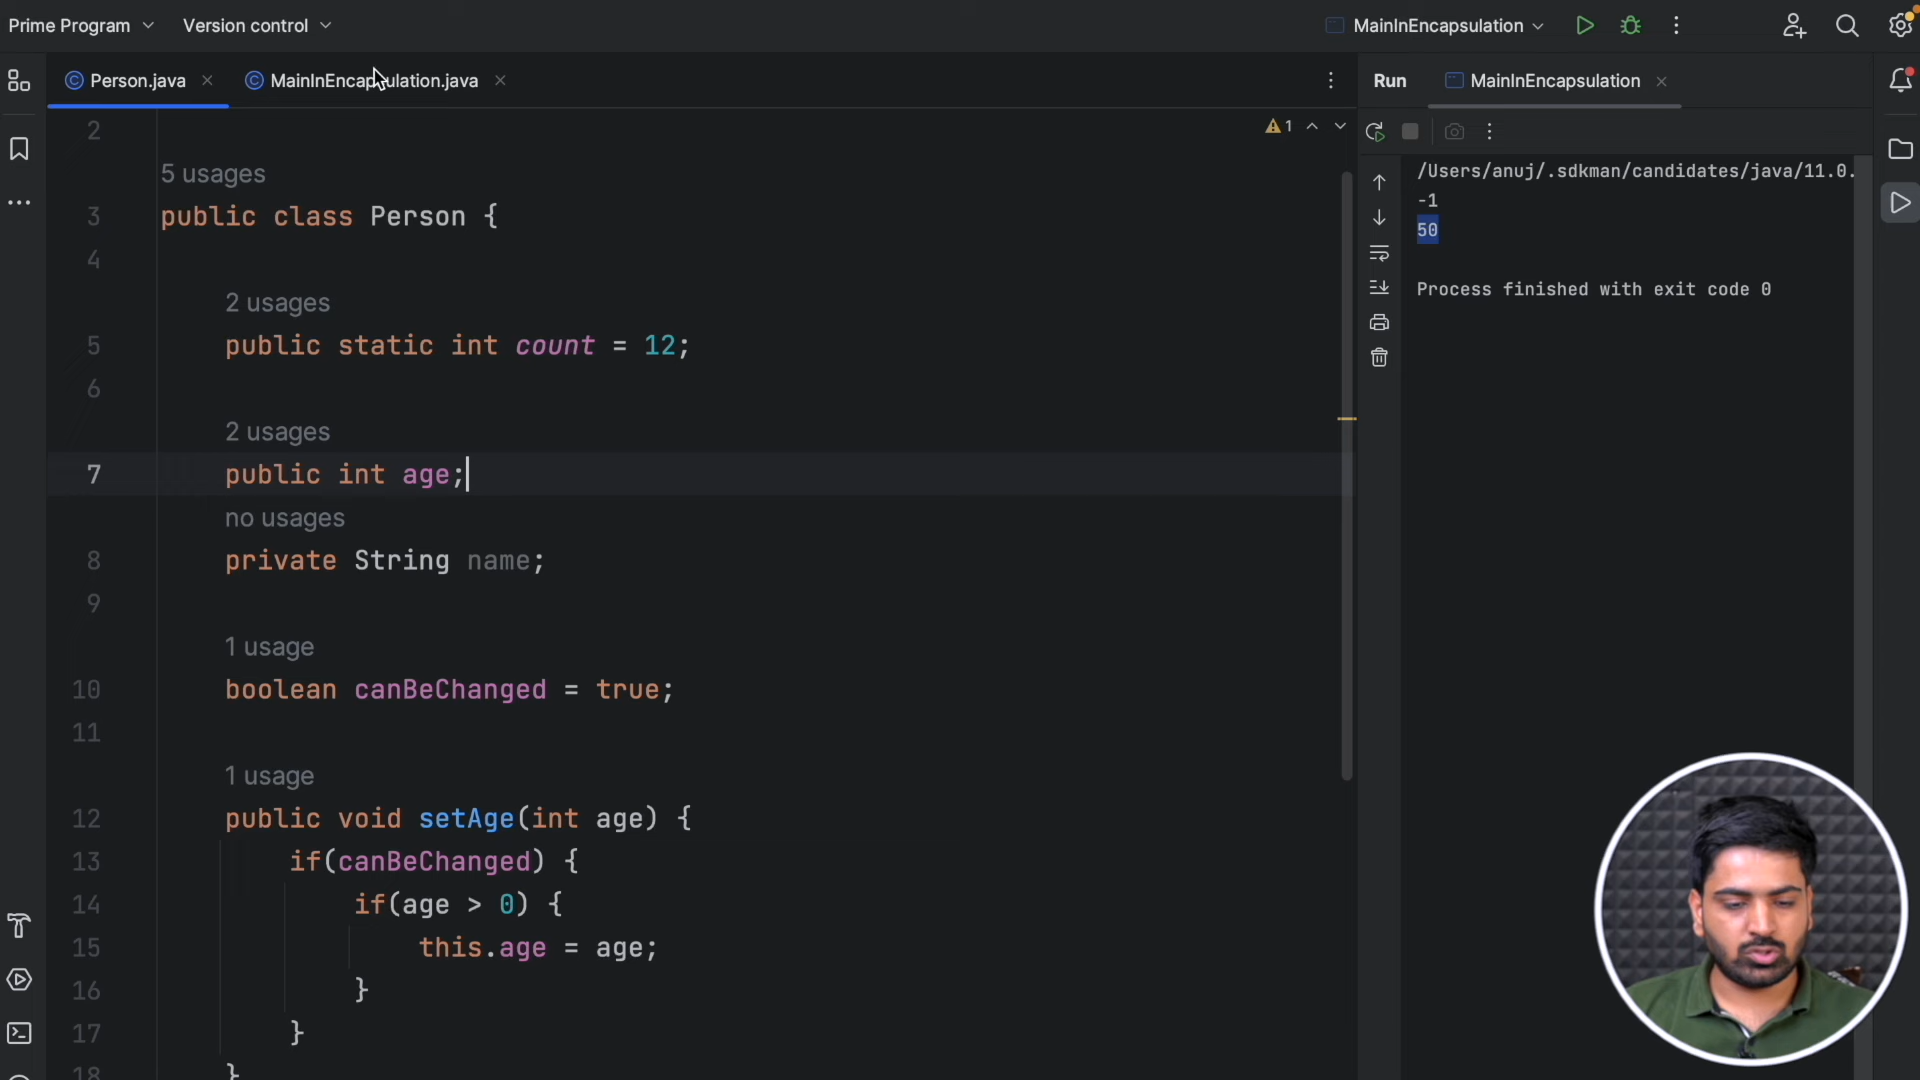 Prime Program
Version control
MainInEncapsulation
Person.java
MainInEncapsulation.java
Run
MainInEncapsulation
2
1
5 usages
3 public class Person {
4
2 usages
5 public static int count = 12;
6
2 usages
7 public int age;
no usages
8 private String name;
9
1 usage
10 boolean canBeChanged = true;
11
1 usage
12 public void setAge(int age) {
13 if(canBeChanged) {
14 if(age > 0) {
15 this.age = age;
16 }
17 }
18 }
/Users/anuj/.sdkman/candidates/java/11.0.
-1
50
Process finished with exit code 0